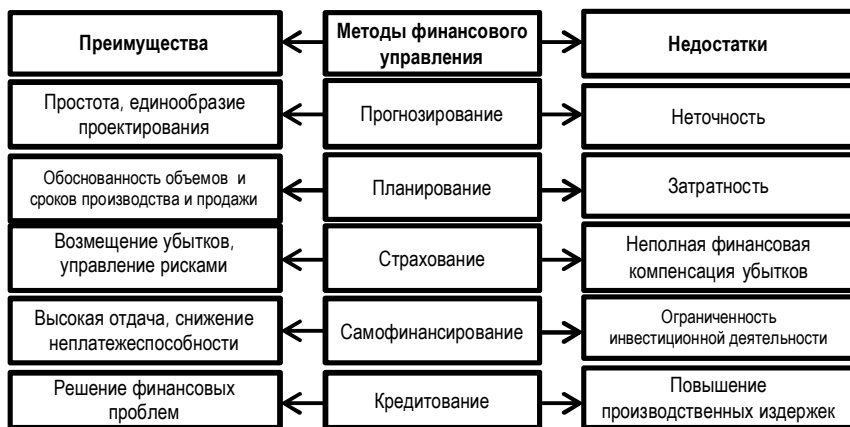 Преимущества
Методы финансового
управления
Недостатки
Простота, единообразие
проектирования
Прогнозирование
Неточность
Обоснованность объемов и
сроков производства и продажи
Планирование
Затратность
Возмещение убытков,
управление рисками
Страхование
Неполная финансовая
компенсация убытков
Высокая отдача, снижение
неплатежеспособности
Самофинансирование
Ограниченность
инвестиционной деятельности
Решение финансовых
проблем
Кредитование
Повышение
производственных издержек